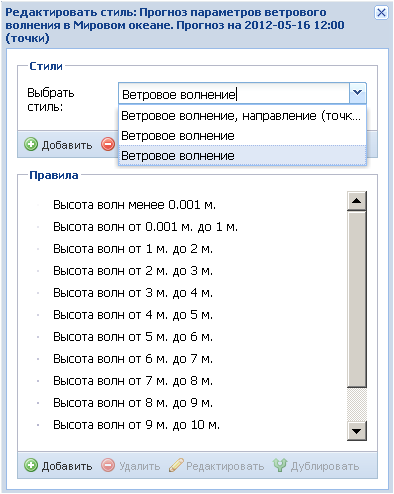 Редактировать стиль: Прогноз параметров ветрового
волнения в Мировом океане. Прогноз на 2012-05-16 12:00
(точки)
Стили
Выбрать
стиль:
Ветровое волнение
Ветровое волнение, направление (точк...
Ветровое волнение
Ветровое волнение
Добавить
Правила
Высота волн менее 0.001 м.
Высота волн от 0.001 м. до 1 м.
Высота волн от 1 м. до 2 м.
Высота волн от 2 м. до 3 м.
Высота волн от 3 м. до 4 м.
Высота волн от 4 м. до 5 м.
Высота волн от 5 м. до 6 м.
Высота волн от 6 м. до 7 м.
Высота волн от 7 м. до 8 м.
Высота волн от 8 м. до 9 м.
Высота волн от 9 м. до 10 м.
Добавить Удалить Редактировать Дублировать